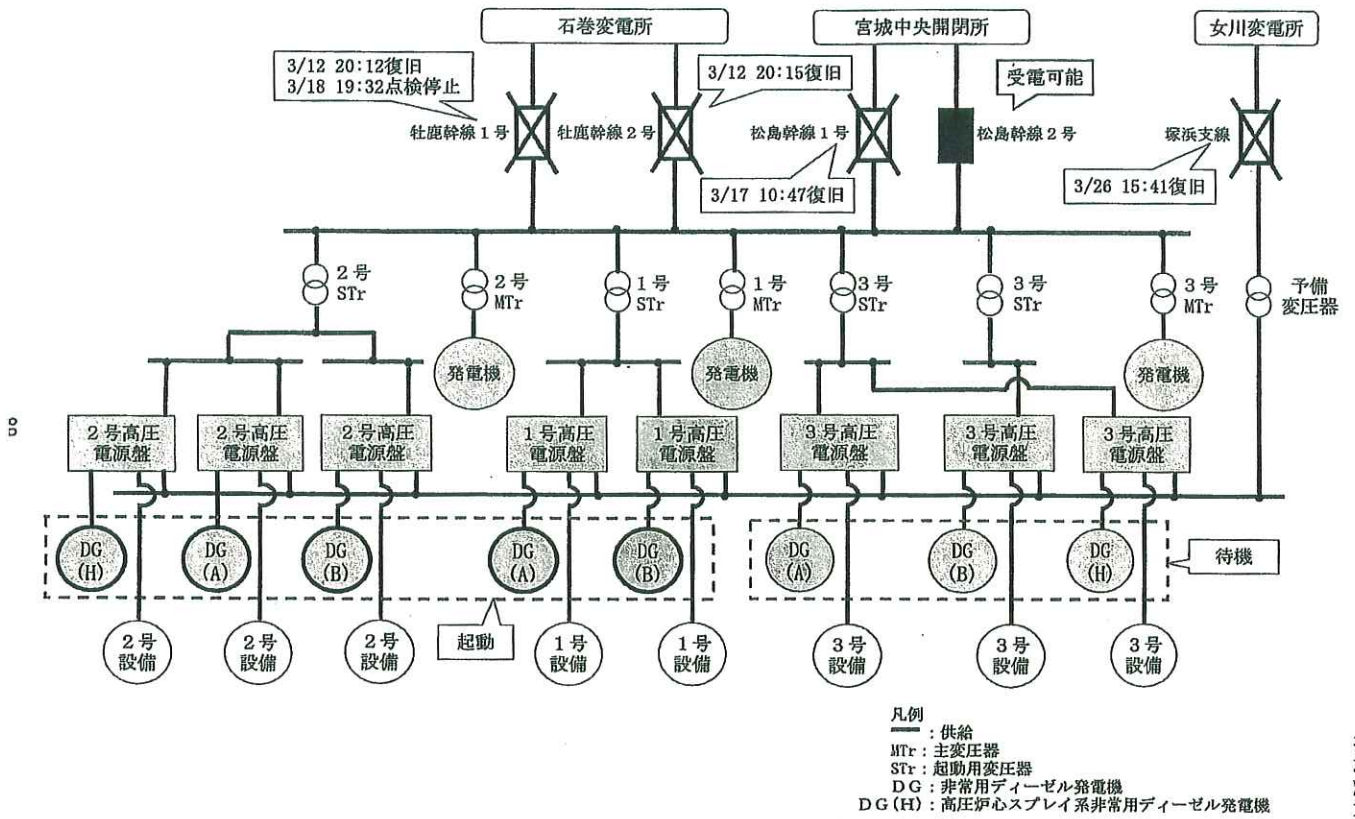 石巻変電所
宮城中央開閉所
女川変電所
3/12 20:12復旧
3/18 19:32点検停止
3/12 20:15復旧
受電可能
牡鹿幹線1号
牡鹿幹線2号
松島幹線1号
松島幹線2号
塚浜支線
3/17 10:47復旧
3/26 15:41復旧
2号
STr
2号
MTr
1号
STr
1号
MTr
3号
STr
3号
STr
3号
MTr
予備
変圧器
発電機
発電機
発電機
2号高圧
電源盤
2号高圧
電源盤
2号高圧
電源盤
1号高圧
電源盤
1号高圧
電源盤
3号高圧
電源盤
3号高圧
電源盤
3号高圧
電源盤
DG
(H)
DG
(A)
DG
(B)
DG
(A)
DG
(B)
DG
(A)
DG
(B)
DG
(H)
待機
起動
2号
設備
2号
設備
2号
設備
1号
設備
1号
設備
3号
設備
3号
設備
3号
設備
凡例
:供給
MTr:主変圧器
STr:起動用変圧器
DG:非常用ディーゼル発電機
DG(H):高圧炉心スプレイ系非常用ディーゼル発電機